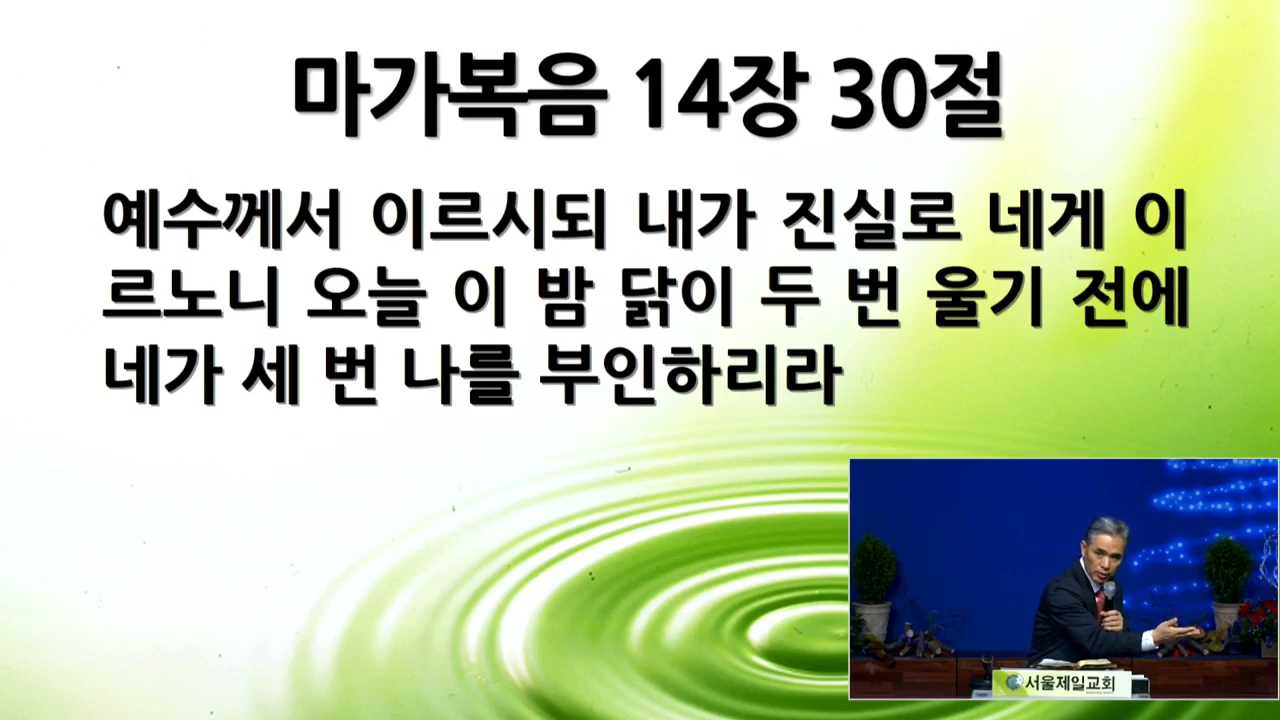 마가복음 14장 30절
예수께서 이르시되 내가 진실로 네게 이
르노니 오늘 이 밤 닭이 두 번 울기 전에
네가 세 번 나를 부인하리라
서울제일교회